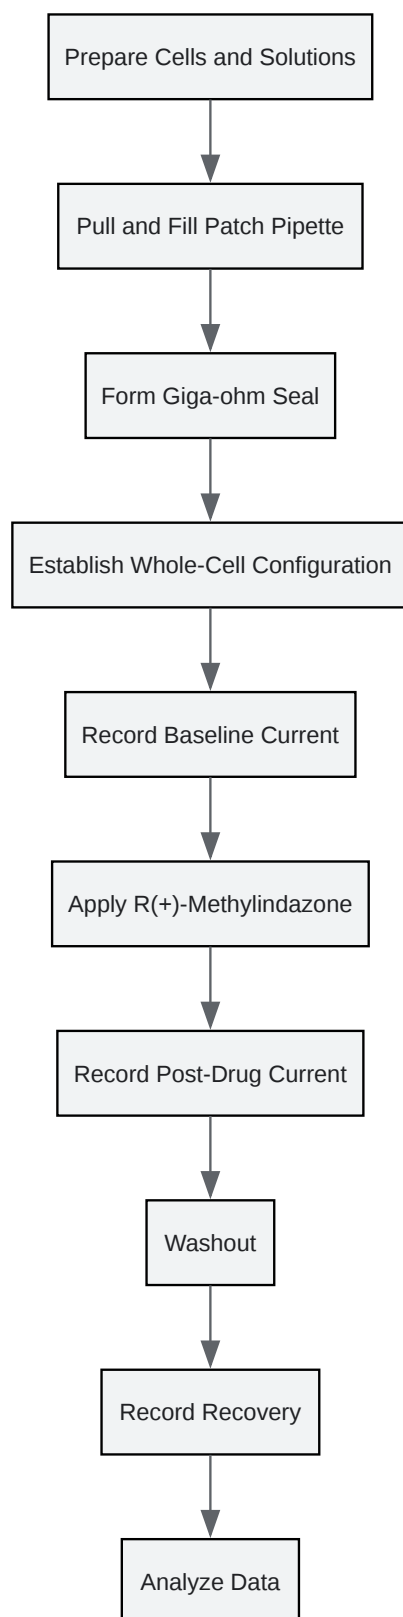 Prepare Cells and Solutions
Pull and Fill Patch Pipette
Form Giga-ohm Seal
Establish Whole-Cell Configuration
Record Baseline Current
Apply R(+)-Methylindazone
Record Post-Drug Current
Washout
Record Recovery
Analyze Data